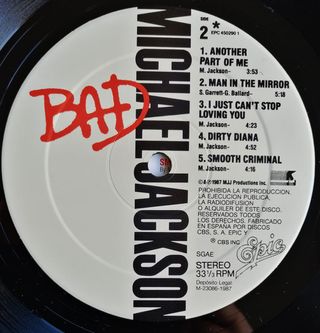 BAD
MICHAEL JACKSON
SIDE
2
EPC 450290 1
1. ANOTHER
PART OF ME
M. Jackson- 3:53
2. MAN IN THE MIRROR
S. Garrett-G. Ballard- 5:18
3. I JUST CAN'T STOP
LOVING YOU
M. Jackson- 4:23
4. DIRTY DIANA
M. Jackson- 4:52
5. SMOOTH CRIMINAL
M. Jackson- 4:16
℗ 1987 MJJ Productions Inc.
PROHIBIDA LA REPRODUCCION,
LA EJECUCION PUBLICA,
LA RADIODIFUSION
O ALQUILER DE ESTE DISCO.
RESERVADOS TODOS
LOS DERECHOS. FABRICADO
EN ESPAÑA POR DISCOS
CBS, S. A. EPIC Y
® CBS INC
Epic
SGAE
STEREO
33⅓ RPM
Depósito Legal:
M-23086-1987